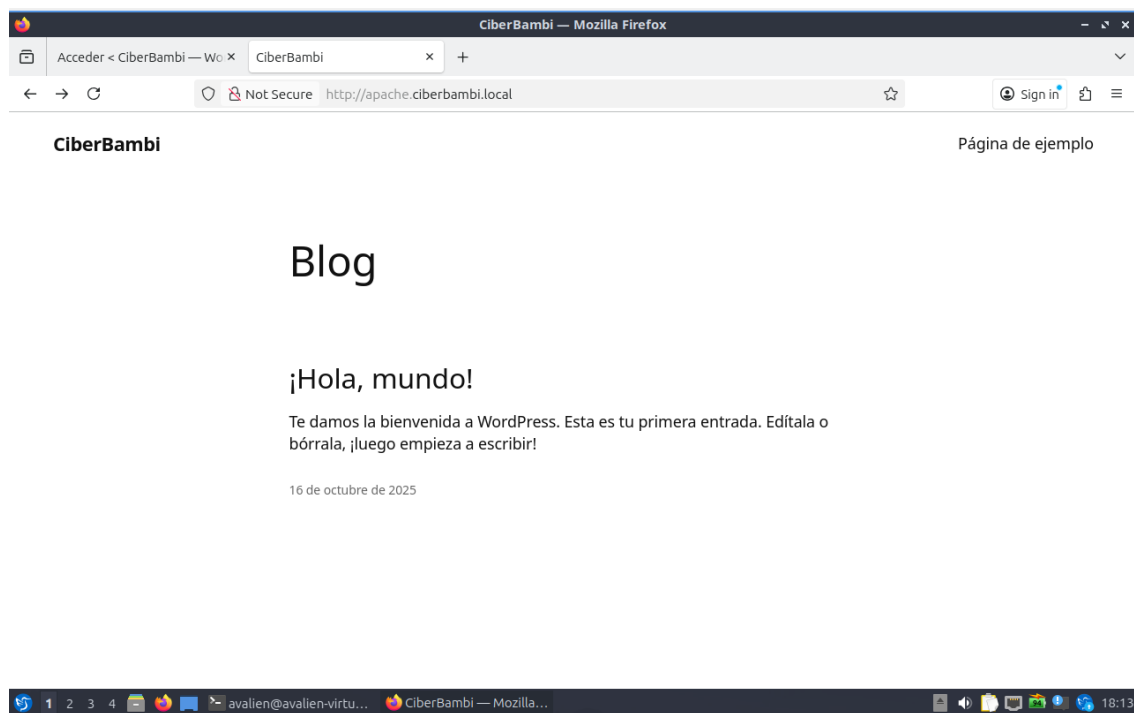 CiberBambi — Mozilla Firefox
Acceder < CiberBambi — Wo
CiberBambi
Not Secure http://apache.ciberbambi.local
Sign in
CiberBambi
Página de ejemplo
Blog
¡Hola, mundo!
Te damos la bienvenida a WordPress. Esta es tu primera entrada. Edítala o
bórrala, ¡luego empieza a escribir!
16 de octubre de 2025
1 2 3 4 avalien@avalien-virtu... CiberBambi — Mozilla... 18:13